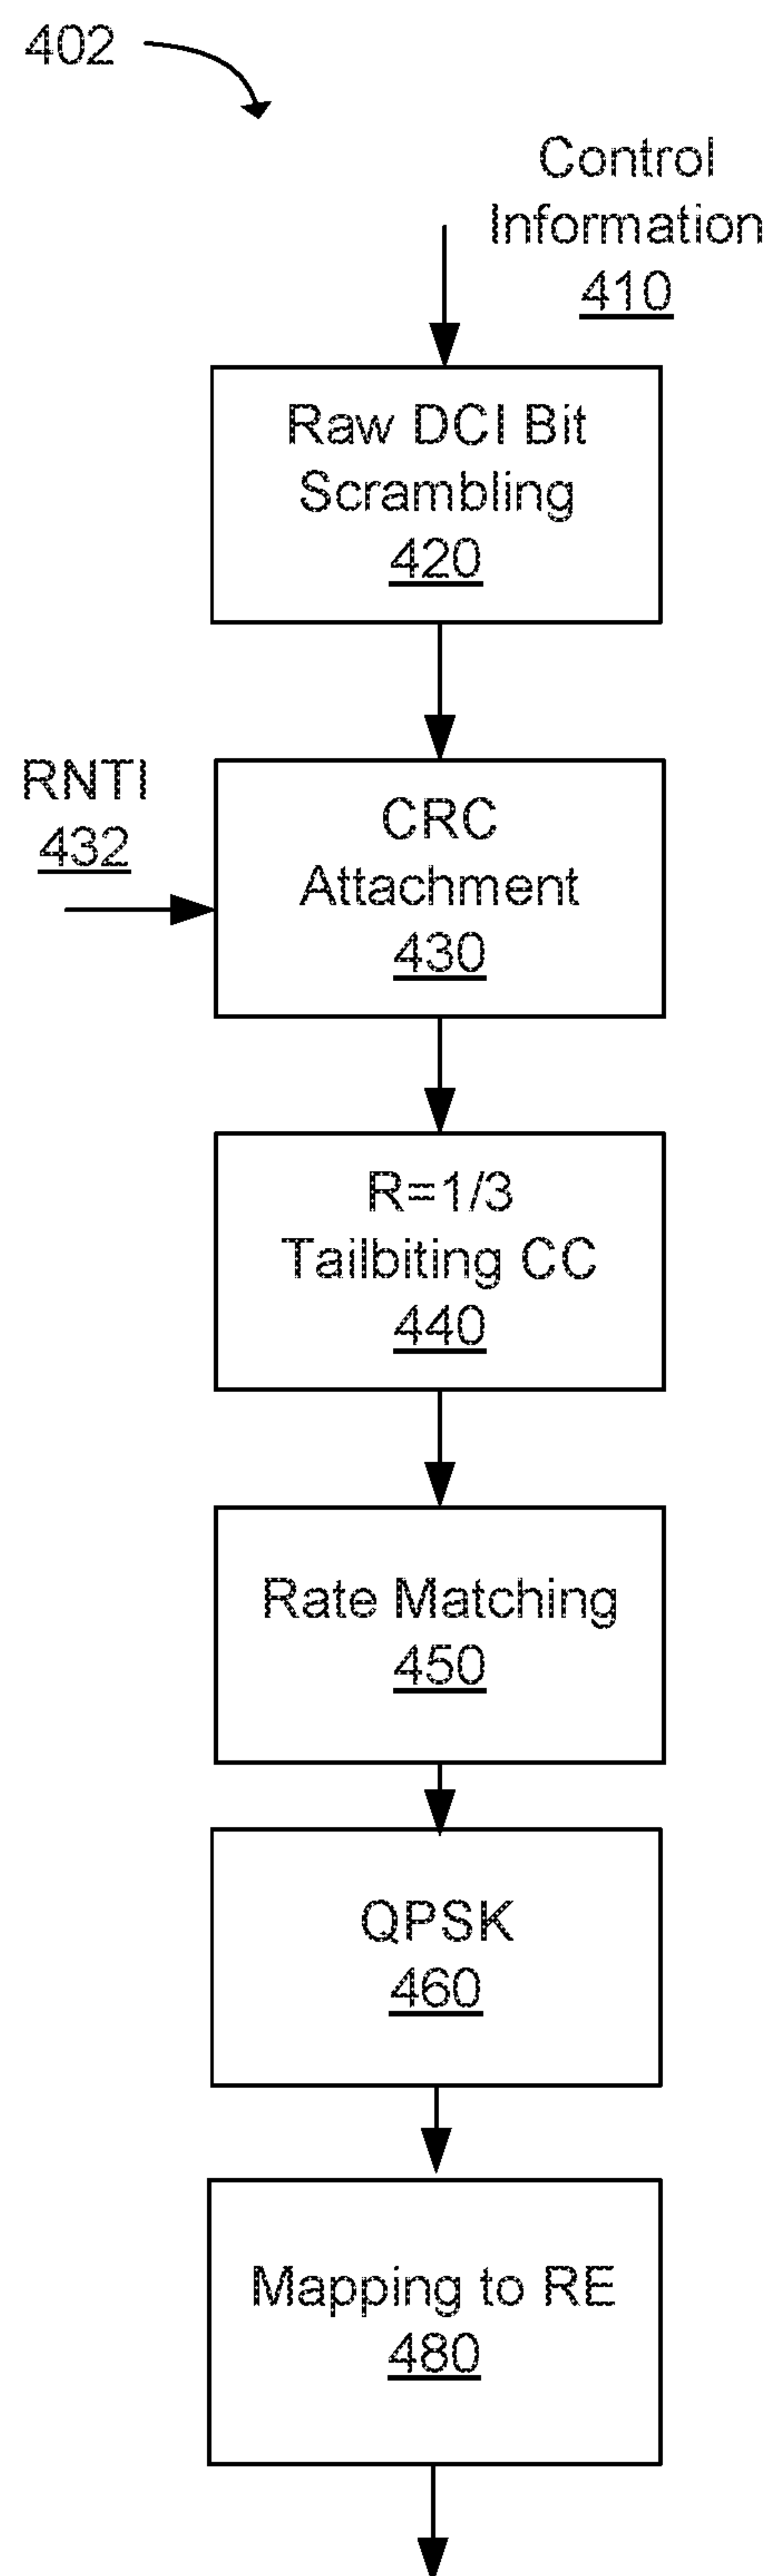 402
Control
Information
410
Raw DCI Bit
Scrambling
420
RNTI
432
CRC
Attachment
430
R=1/3
Tailbiting CC
440
Rate Matching
450
QPSK
460
Mapping to RE
480